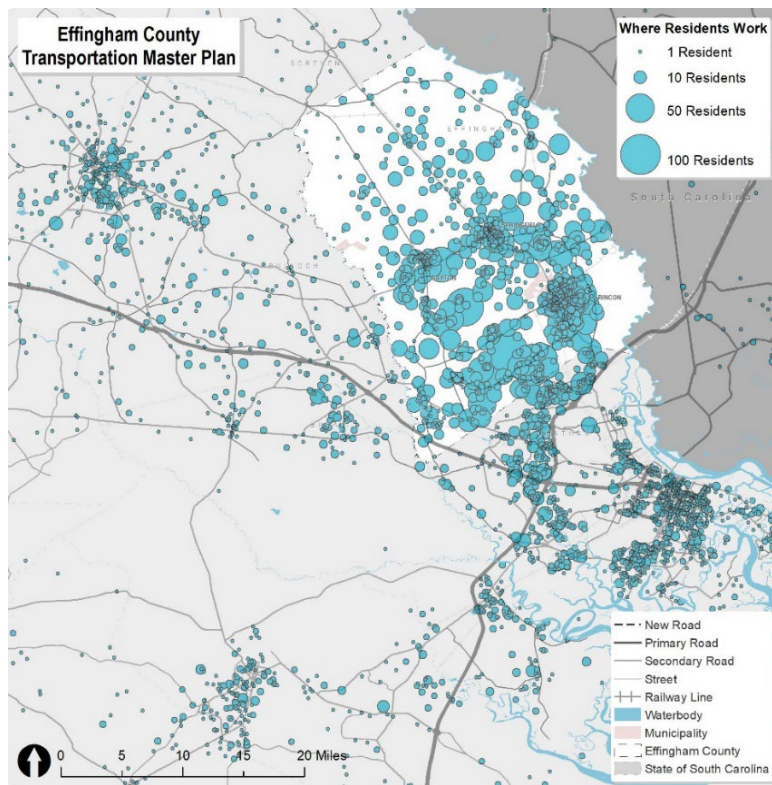 Effingham County
Transportation Master Plan
Where Residents Work
1 Resident
10 Residents
50 Residents
100 Residents
South Carolina
RINCON
New Road
Primary Road
Secondary Road
Street
Railway Line
Waterbody
Municipality
Effingham County
State of South Carolina
0 5 10 15 20 Miles